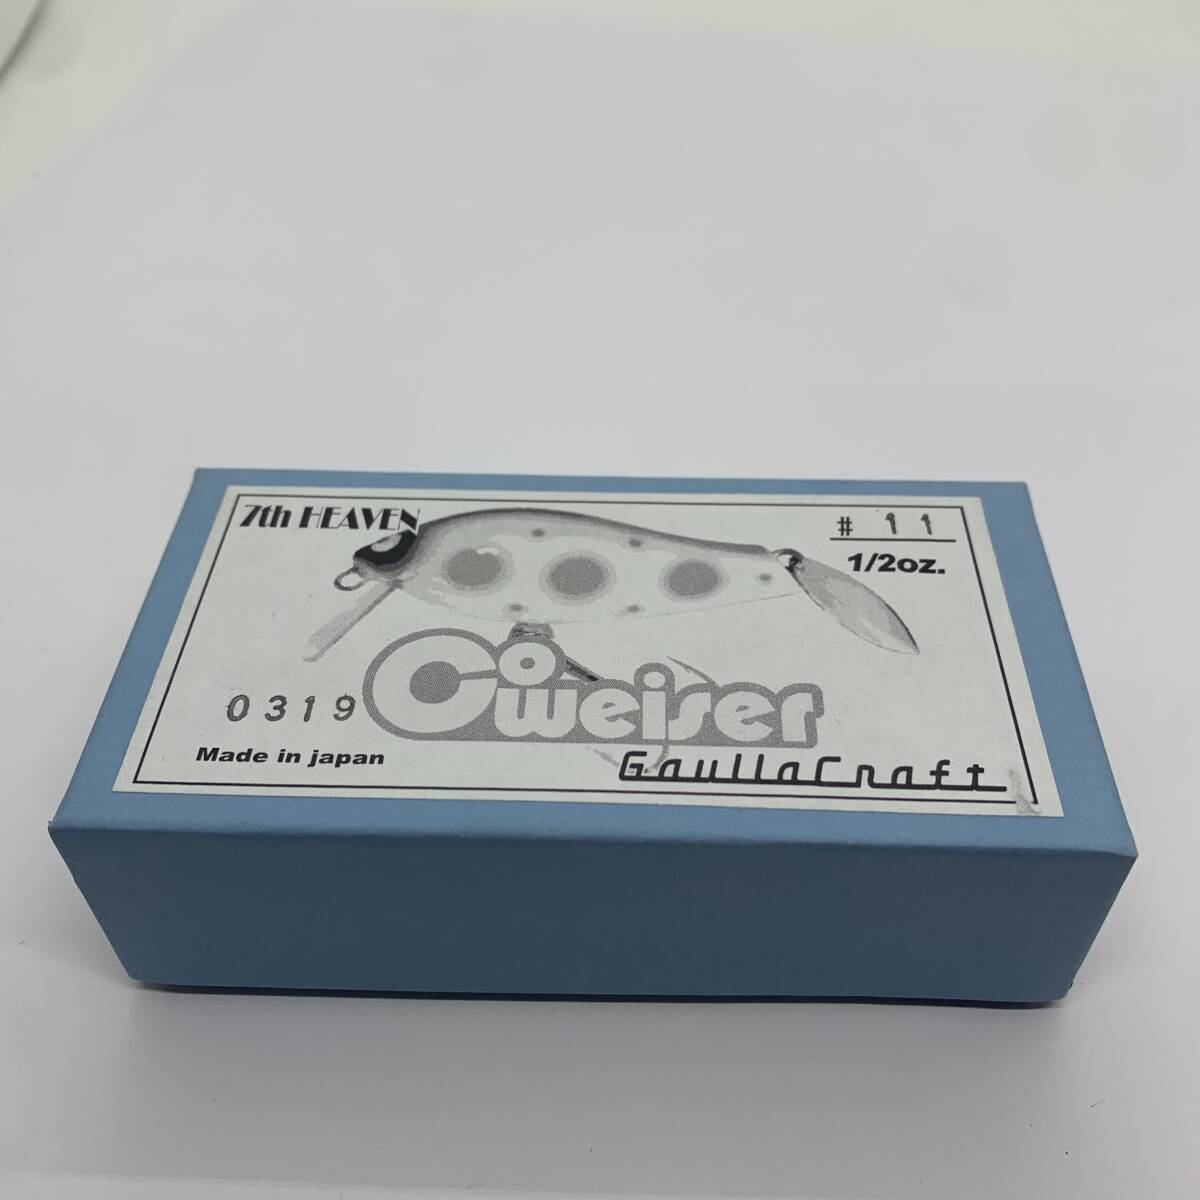 7th HEAVEN
# 11
1/2oz.
Coweiser
0319
Made in japan
GaullaCraft